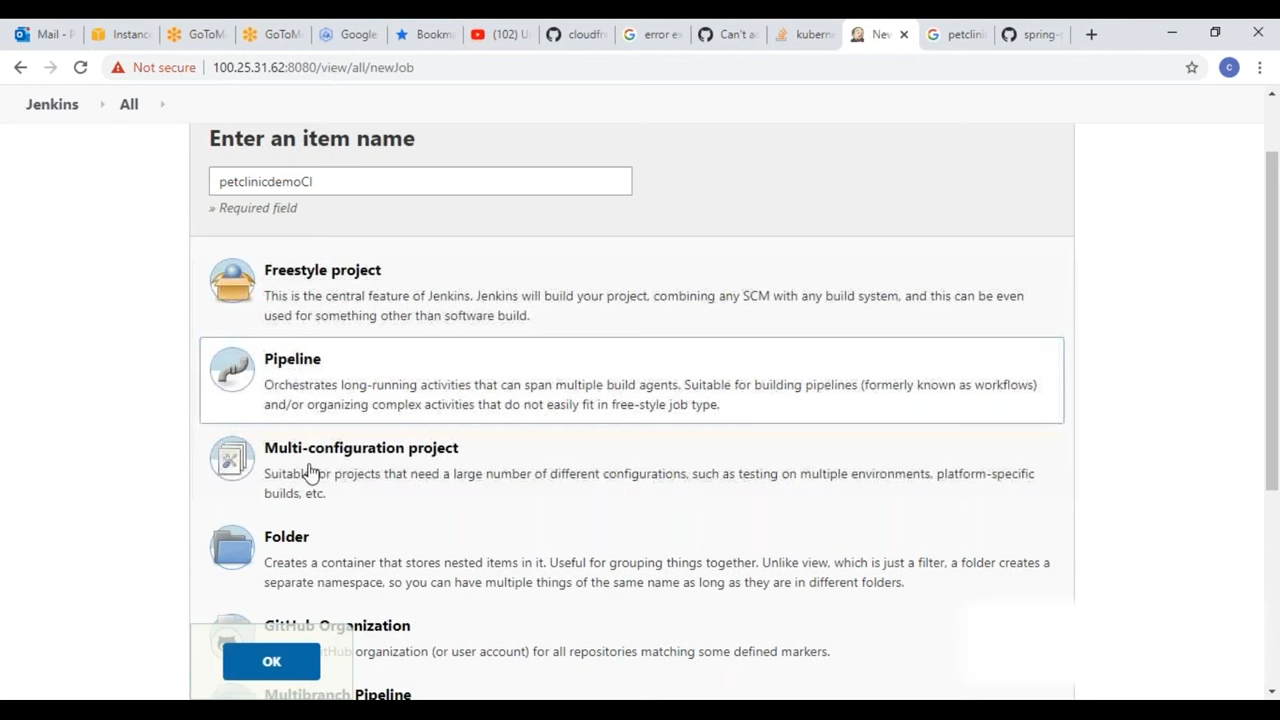 Mail - P
Instanc
GoToMe
GoToMe
Google
Bookma
(102) U
cloudfre
error ex
Can't ac
kuberne
New
petclini
spring-
Not secure
100.25.31.62:8080/view/all/newJob
c
Jenkins
All
Enter an item name
petclinicdemoCI
» Required field
Freestyle project
This is the central feature of Jenkins. Jenkins will build your project, combining any SCM with any build system, and this can be even
used for something other than software build.
Pipeline
Orchestrates long-running activities that can span multiple build agents. Suitable for building pipelines (formerly known as workflows)
and/or organizing complex activities that do not easily fit in free-style job type.
Multi-configuration project
Suitable for projects that need a large number of different configurations, such as testing on multiple environments, platform-specific
builds, etc.
Folder
Creates a container that stores nested items in it. Useful for grouping things together. Unlike view, which is just a filter, a folder creates a
separate namespace, so you can have multiple things of the same name as long as they are in different folders.
GitHub Organization
organization (or user account) for all repositories matching some defined markers.
OK
Multibranch Pipeline